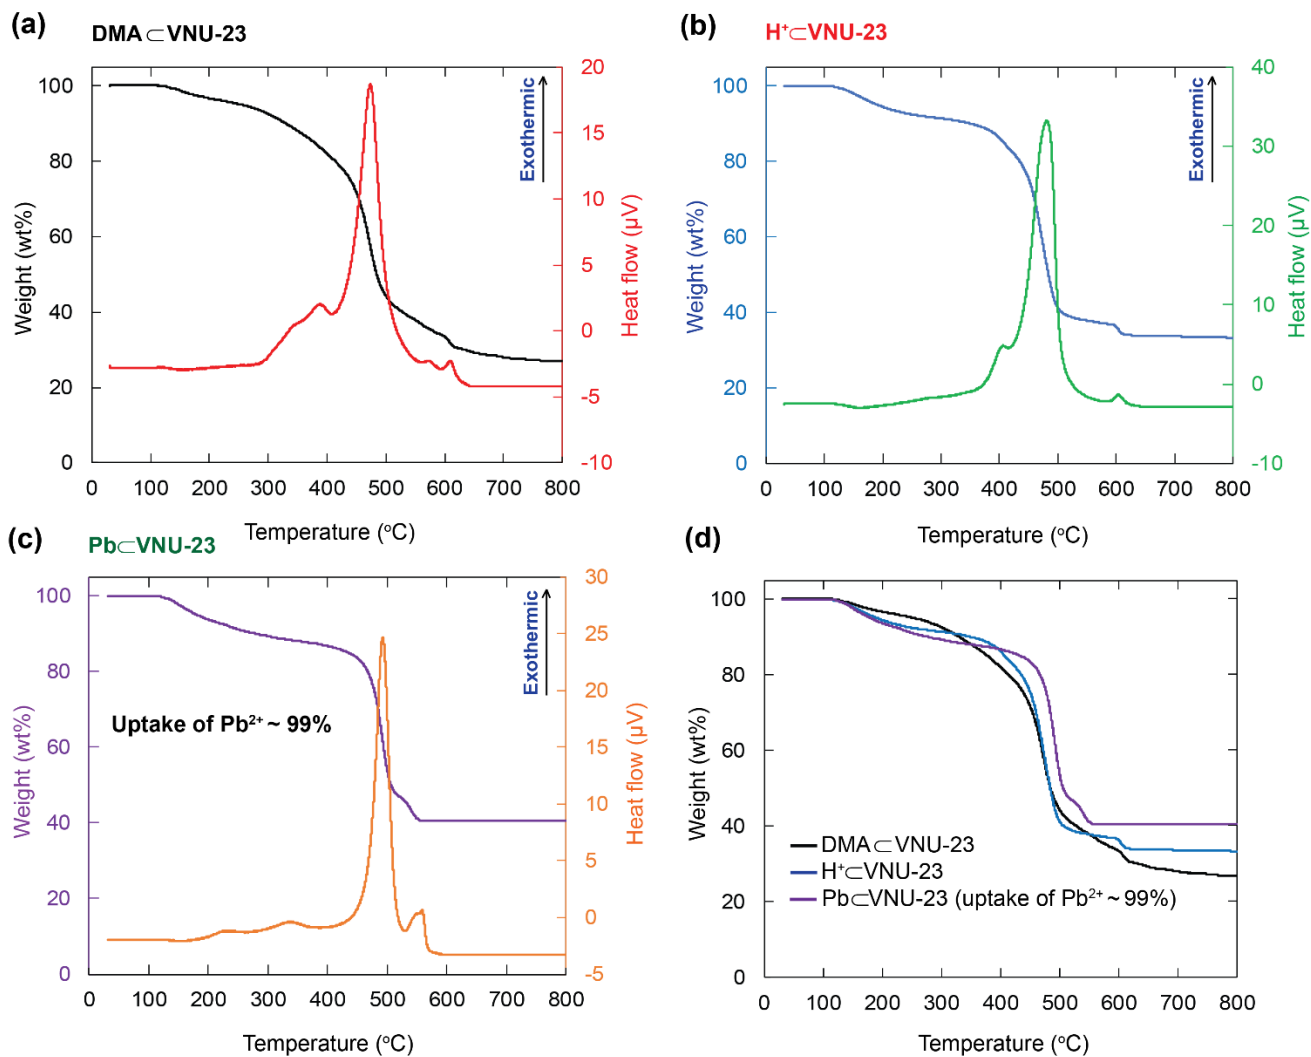 (a)
DMA⊂VNU-23
Weight (wt%)
100
80
60
40
20
0
0 100 200 300 400 500 600 700 800
Temperature (°C)
20
15
10
5
0
-5
-10
Heat flow (µV)
Exothermic
(b)
H⁺⊂VNU-23
Weight (wt%)
100
80
60
40
20
0
0 100 200 300 400 500 600 700 800
Temperature (°C)
40
30
20
10
0
-10
Heat flow (µV)
Exothermic
(c)
Pb⊂VNU-23
Weight (wt%)
100
80
60
40
20
0
Uptake of Pb²⁺ ~ 99%
0 100 200 300 400 500 600 700 800
Temperature (°C)
30
25
20
15
10
5
0
-5
Heat flow (µV)
Exothermic
(d)
Weight (wt%)
100
80
60
40
20
0
DMA⊂VNU-23
H⁺⊂VNU-23
Pb⊂VNU-23 (uptake of Pb²⁺ ~ 99%)
0 100 200 300 400 500 600 700 800
Temperature (°C)